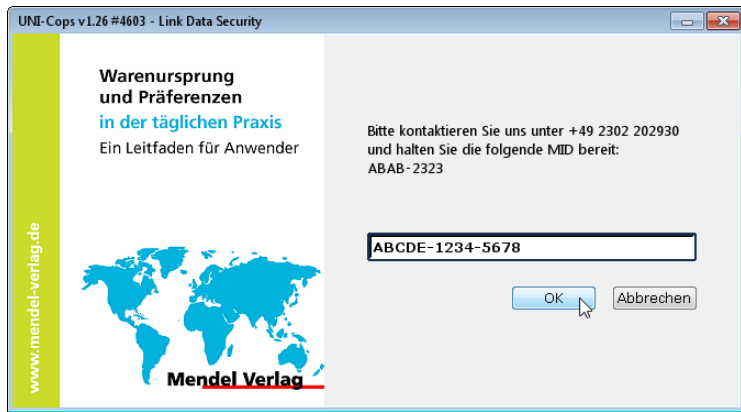 UNI-Cops v1.26 #4603 - Link Data Security
Warenursprung
und Präferenzen
in der täglichen Praxis
Ein Leitfaden für Anwender
www.mendel-verlag.de
Mendel Verlag
Bitte kontaktieren Sie uns unter +49 2302 202930
und halten Sie die folgende MID bereit:
ABAB-2323
ABCDE-1234-5678
OK
Abbrechen